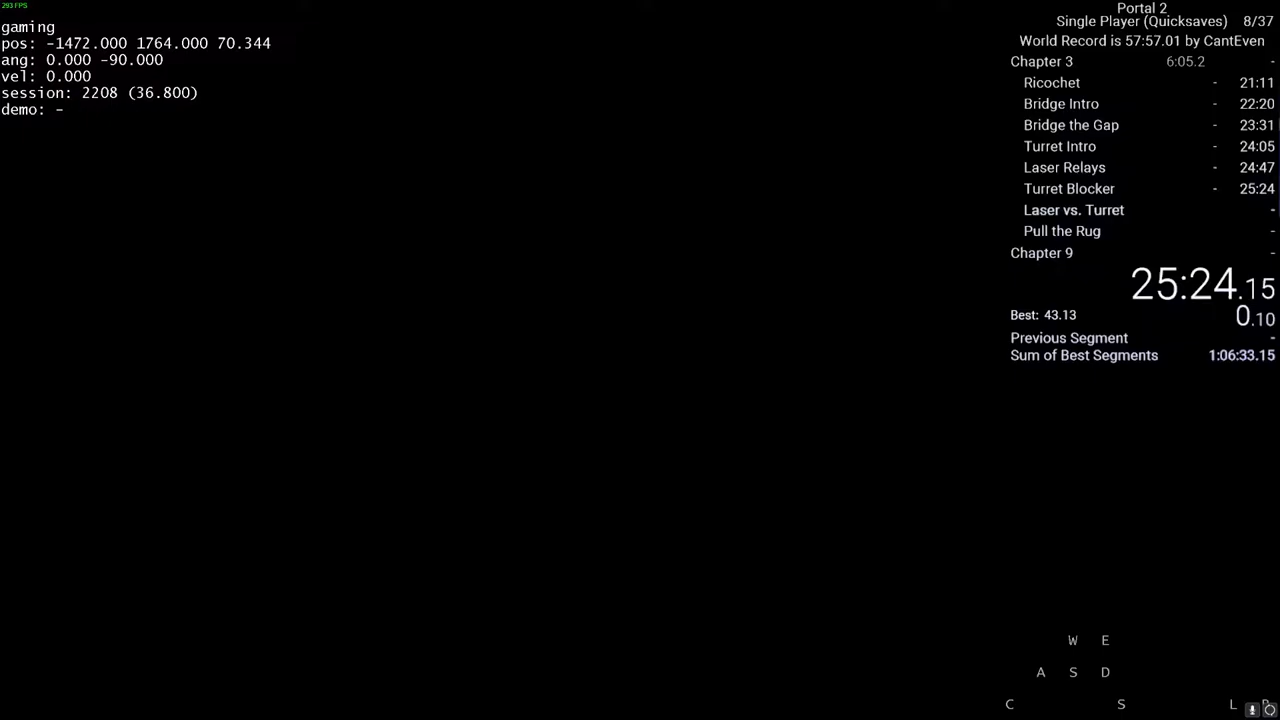 293 FPS
gaming
pos: -1472.000 1764.000 70.344
ang: 0.000 -90.000
vel: 0.000
session: 2208 (36.800)
demo: -
Portal 2
Single Player (Quicksaves) 8/37
World Record is 57:57.01 by CantEven
Chapter 3 6:05.2 -
Ricochet - 21:11
Bridge Intro - 22:20
Bridge the Gap - 23:31
Turret Intro - 24:05
Laser Relays - 24:47
Turret Blocker - 25:24
Laser vs. Turret -
Pull the Rug -
Chapter 9 -
25:24.15
Best: 43.13 0.10
Previous Segment -
Sum of Best Segments 1:06:33.15
W E
A S D
C S L